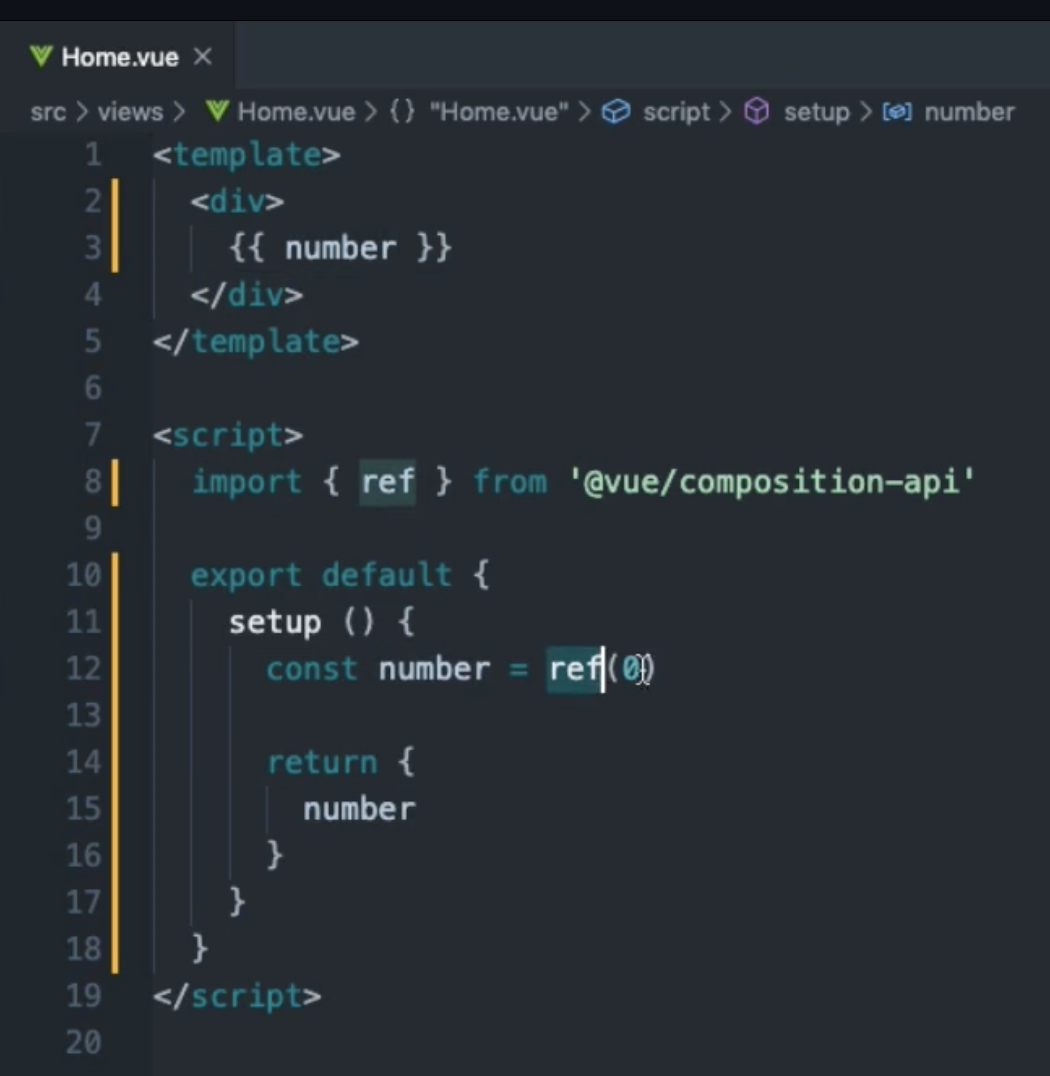 Home.vue ×
src > views > Home.vue > {} "Home.vue" > script > setup > number
1 <template>
2 <div>
3 {{ number }}
4 </div>
5 </template>
6
7 <script>
8 import { ref } from '@vue/composition-api'
9
10 export default {
11 setup () {
12 const number = ref(0)
13
14 return {
15 number
16 }
17 }
18 }
19 </script>
20